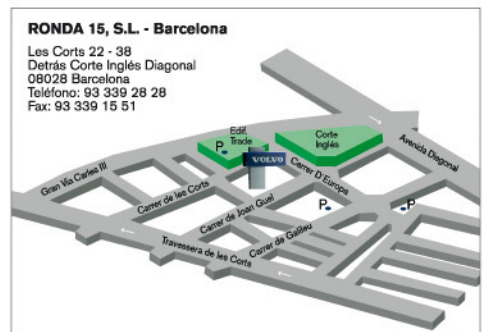 RONDA 15, S.L. - Barcelona
Les Corts 22 - 38
Detrás Corte Inglés Diagonal
08028 Barcelona
Teléfono: 93 339 28 28
Fax: 93 339 15 51
Edif.
Trade
P
Corte
Inglés
Avenida Diagonal
VOLVO
Gran Vía Carles III
Carrer D'Europa
Carrer de les Corts
P
P
Carrer de Joan Guel
Carrer de Galileu
Travessera de les Corts